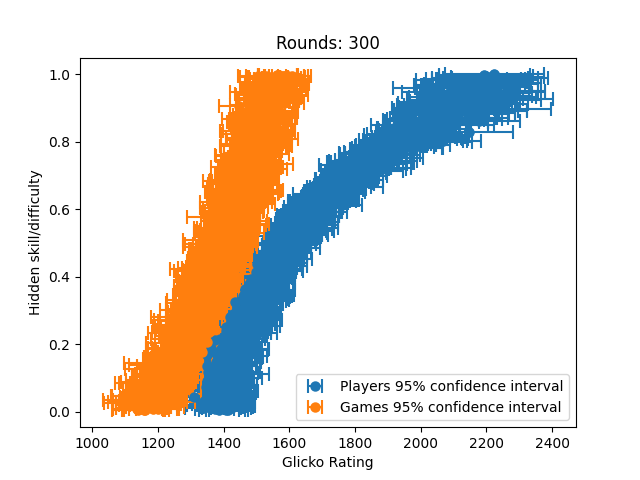 Rounds: 300
1.0
0.8
0.6
0.4
0.2
0.0
Hidden skill/difficulty
Players 95% confidence interval
Games 95% confidence interval
1000 1200 1400 1600 1800 2000 2200 2400
Glicko Rating